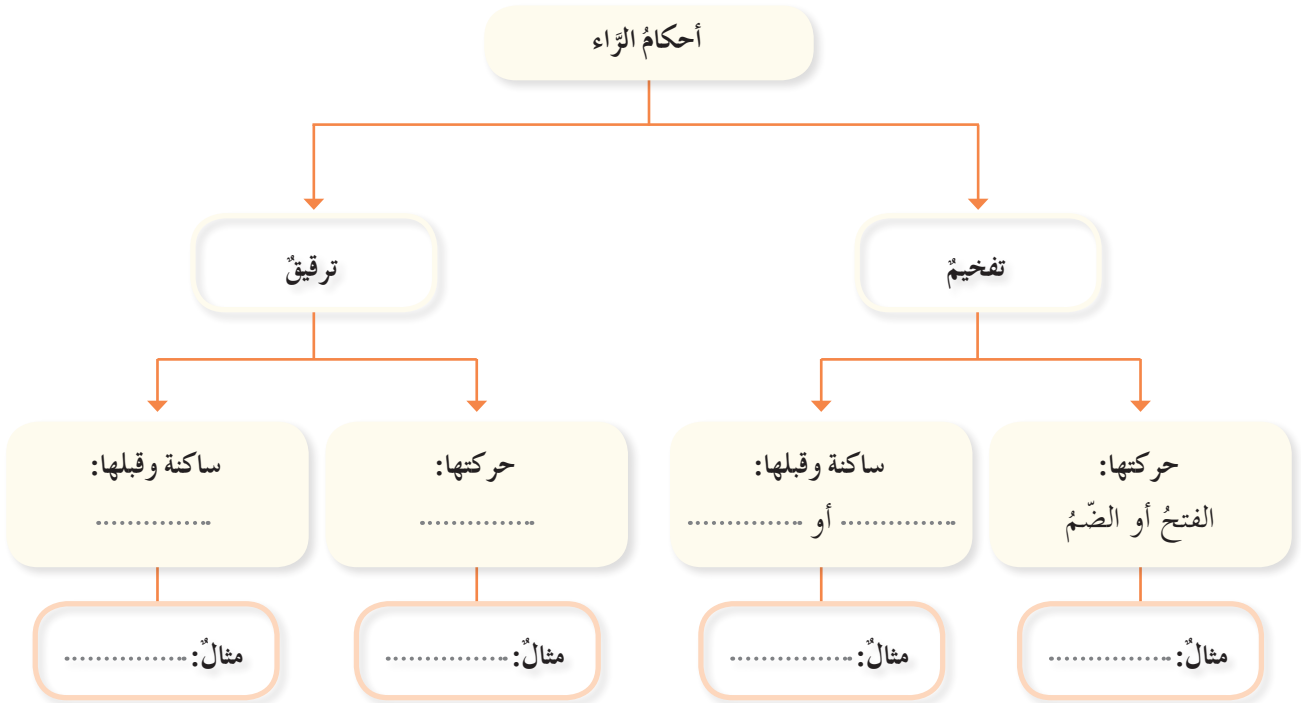 أحكامُ الرَّاء
تفخيمٌ
ترقيقٌ
حركتها:
الفتحُ أو الضّمُ
ساكنة وقبلها:
............... أو ...............
حركتها:
...............
ساكنة وقبلها:
...............
مثالٌ: ...............
مثالٌ: ...............
مثالٌ: ...............
مثالٌ: ...............